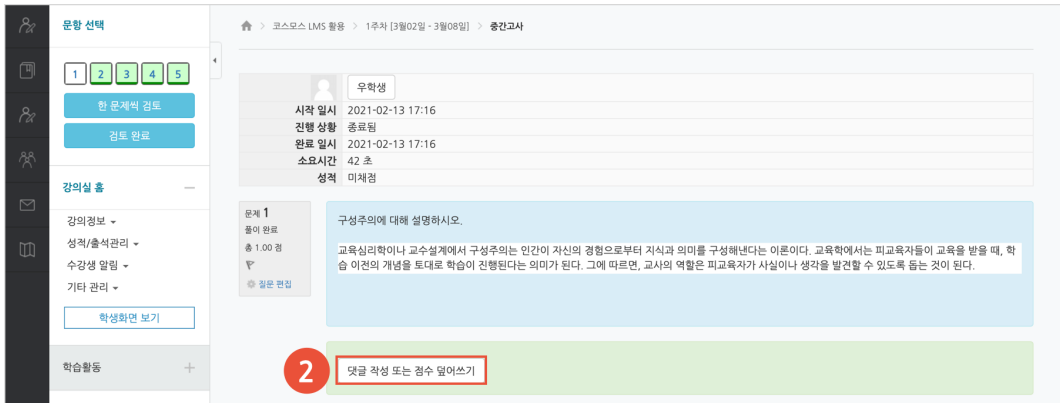 문항 선택
1 2 3 4 5
한 문제씩 검토
검토 완료
강의실 홈
강의정보
성적/출석관리
수강생 알림
기타 관리
학생화면 보기
학습활동
코스모스 LMS 활용 > 1주차 [3월02일 - 3월08일] > 중간고사
우학생
시작 일시 2021-02-13 17:16
진행 상황 종료됨
완료 일시 2021-02-13 17:16
소요시간 42 초
성적 미채점
문제 1
풀이 완료
총 1.00 점
질문 편집
구성주의에 대해 설명하시오.
교육심리학이나 교수설계에서 구성주의는 인간이 자신의 경험으로부터 지식과 의미를 구성해낸다는 이론이다. 교육학에서는 피교육자들이 교육을 받을 때, 학
습 이전의 개념을 토대로 학습이 진행된다는 의미가 된다. 그에 따르면, 교사의 역할은 피교육자가 사실이나 생각을 발견할 수 있도록 돕는 것이 된다.
2
댓글 작성 또는 점수 덮어쓰기